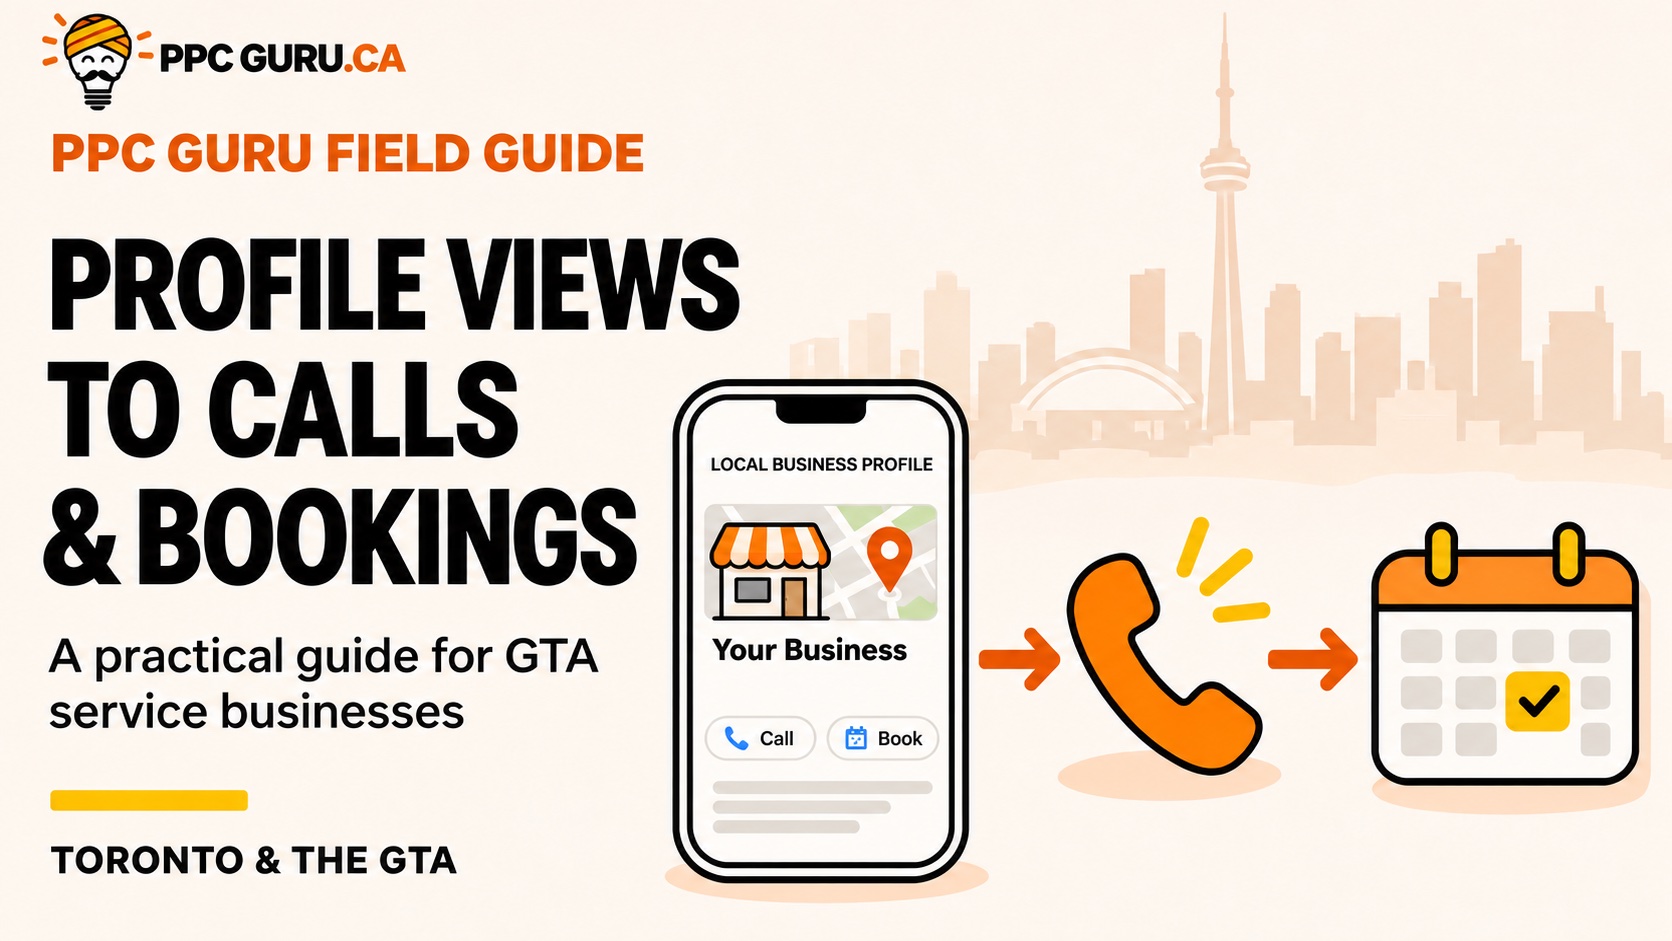 PPC GURU.CA
PPC GURU FIELD GUIDE
PROFILE VIEWS
TO CALLS
& BOOKINGS
A practical guide for GTA
service businesses
TORONTO & THE GTA
LOCAL BUSINESS PROFILE
Your Business
Call
Book